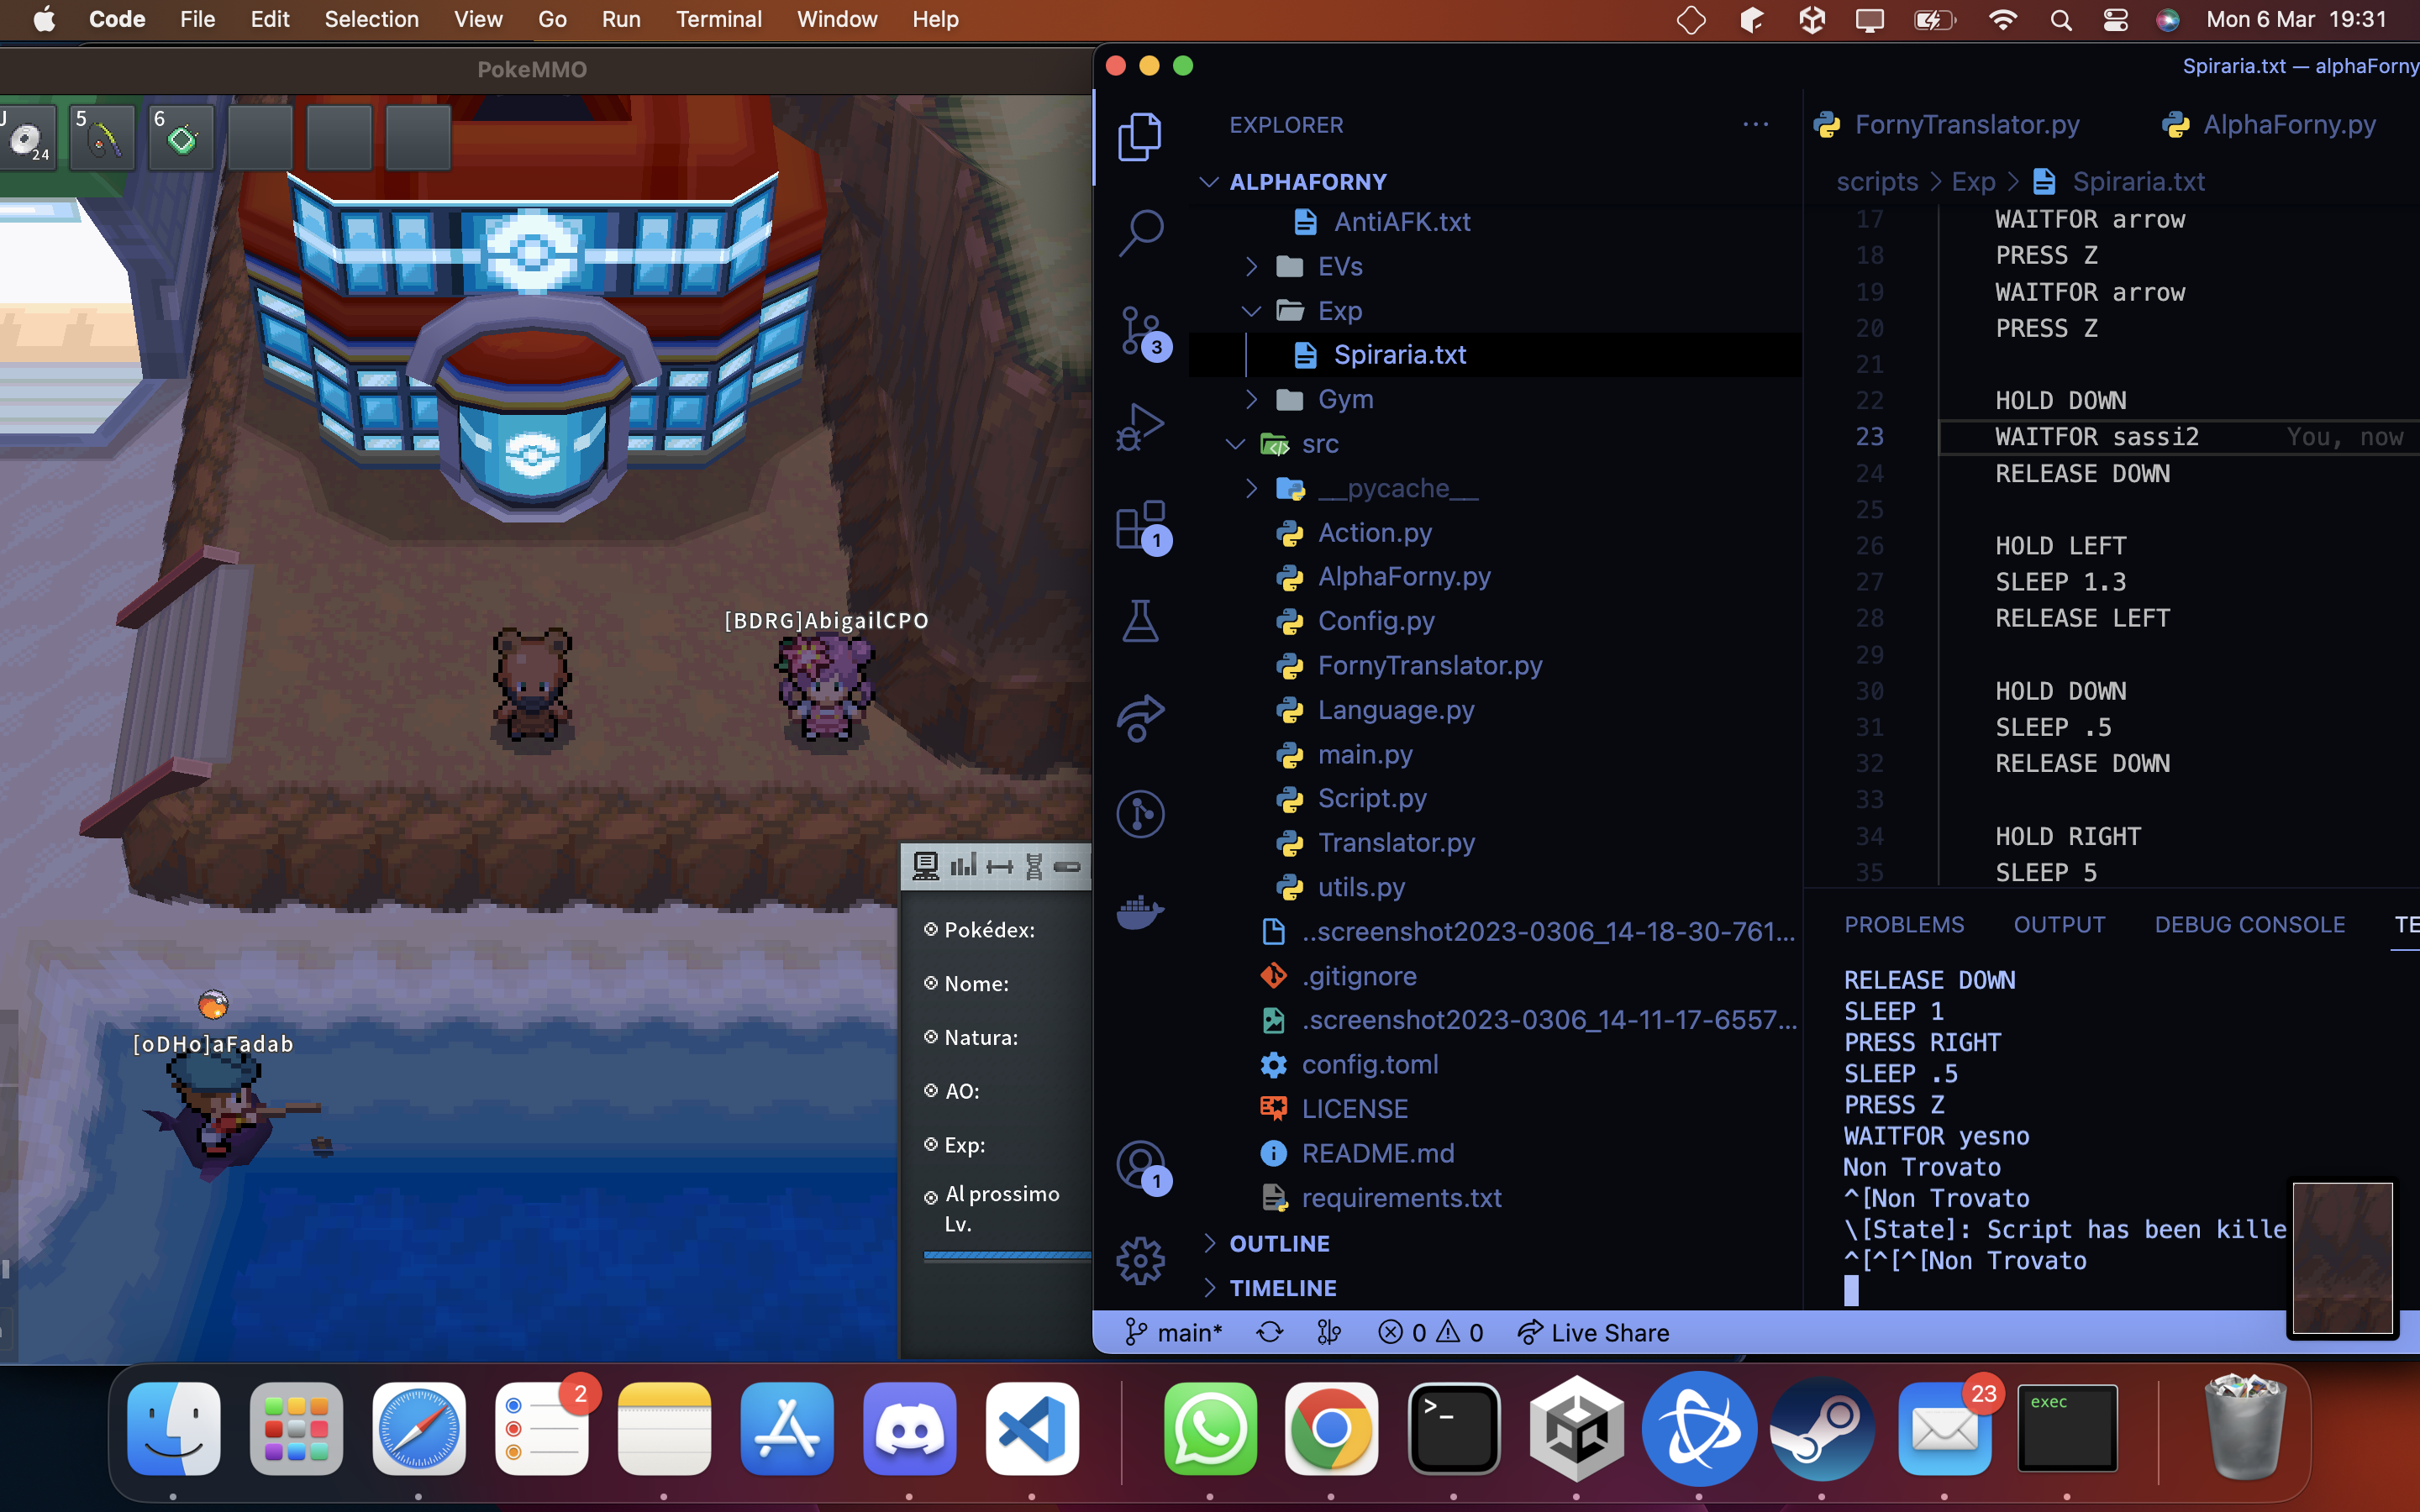 Code File Edit Selection View Go Run Terminal Window Help Mon 6 Mar 19:31
PokeMMO
24
5
6
[BDRG]AbigailCPO
[oDHo]aFadab
Pokédex:
Nome:
Natura:
AO:
Exp:
Al prossimo
Lv.
Spiraria.txt — alphaForny
EXPLORER
ALPHAFORNY
AntiAFK.txt
EVs
Exp
Spiraria.txt
Gym
src
__pycache__
Action.py
AlphaForny.py
Config.py
FornyTranslator.py
Language.py
main.py
Script.py
Translator.py
utils.py
..screenshot2023-0306_14-18-30-761...
.gitignore
.screenshot2023-0306_14-11-17-6557...
config.toml
LICENSE
README.md
requirements.txt
OUTLINE
TIMELINE
3
1
1
FornyTranslator.py AlphaForny.py
scripts > Exp > Spiraria.txt
17 WAITFOR arrow
18 PRESS Z
19 WAITFOR arrow
20 PRESS Z
21
22 HOLD DOWN
23 WAITFOR sassi2 You, now
24 RELEASE DOWN
25
26 HOLD LEFT
27 SLEEP 1.3
28 RELEASE LEFT
29
30 HOLD DOWN
31 SLEEP .5
32 RELEASE DOWN
33
34 HOLD RIGHT
35 SLEEP 5
PROBLEMS OUTPUT DEBUG CONSOLE TE
RELEASE DOWN
SLEEP 1
PRESS RIGHT
SLEEP .5
PRESS Z
WAITFOR yesno
Non Trovato
^[Non Trovato
\[State]: Script has been kille
^[^[^[Non Trovato
main* 0 0 Live Share
2
23
exec